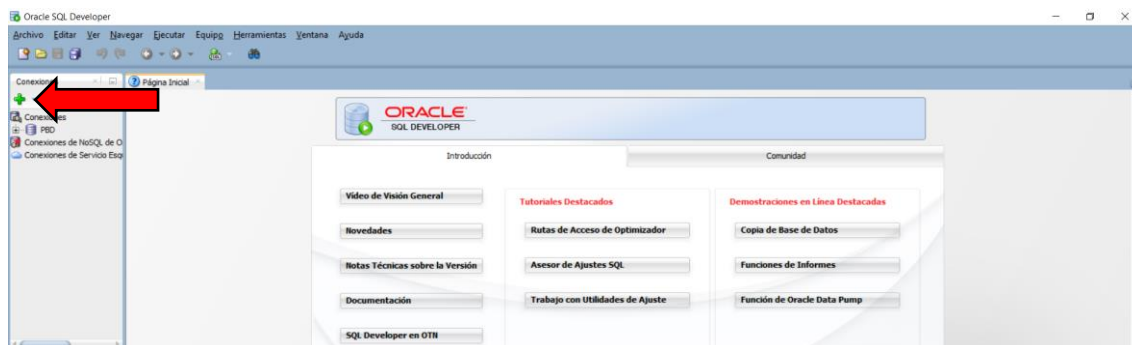 Oracle SQL Developer
Archivo Editar Ver Navegar Ejecutar Equipo Herramientas Ventana Ayuda
Página Inicial
Conexiones
PBD
Conexiones de NoSQL de O
Conexiones de Servicio Esq
ORACLE
SQL DEVELOPER
Introducción
Comunidad
Vídeo de Visión General
Novedades
Notas Técnicas sobre la Versión
Documentación
SQL Developer en OTN
Tutoriales Destacados
Rutas de Acceso de Optimizador
Asesor de Ajustes SQL
Trabajo con Utilidades de Ajuste
Demostraciones en Línea Destacadas
Copia de Base de Datos
Funciones de Informes
Función de Oracle Data Pump